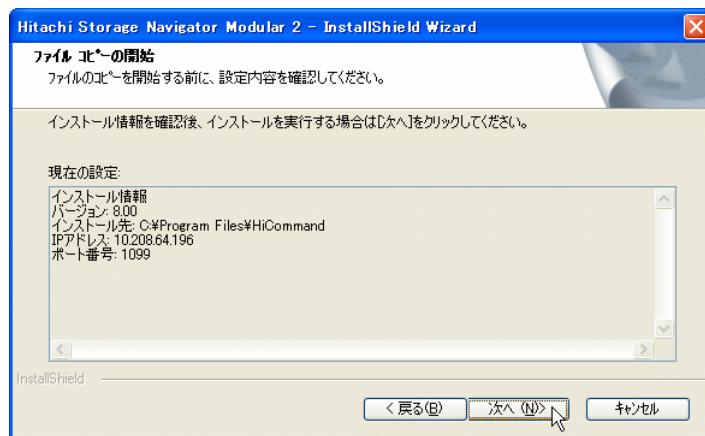 Hitachi Storage Navigator Modular 2 - InstallShield Wizard
ファイル コピーの開始
ファイルのコピーを開始する前に、設定内容を確認してください。
インストール情報を確認後、インストールを実行する場合は[次へ]をクリックしてください。
現在の設定:
インストール情報
バージョン: 8.00
インストール先: C:¥Program Files¥HiCommand
IPアドレス: 10.208.64.196
ポート番号: 1099
InstallShield
< 戻る(B)
次へ (N)>
キャンセル